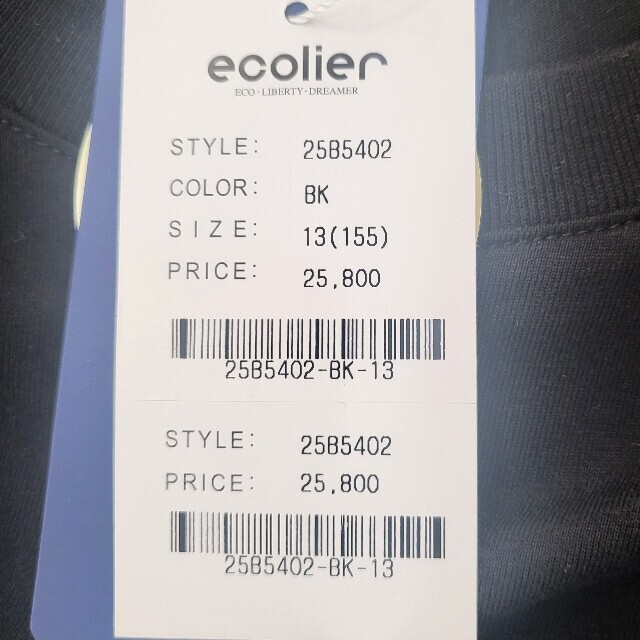 ecolier
ECO·LIBERTY·DREAMER
STYLE: 25B5402
COLOR: BK
SIZE: 13(155)
PRICE: 25,800
25B5402-BK-13
STYLE: 25B5402
PRICE: 25,800
25B5402-BK-13